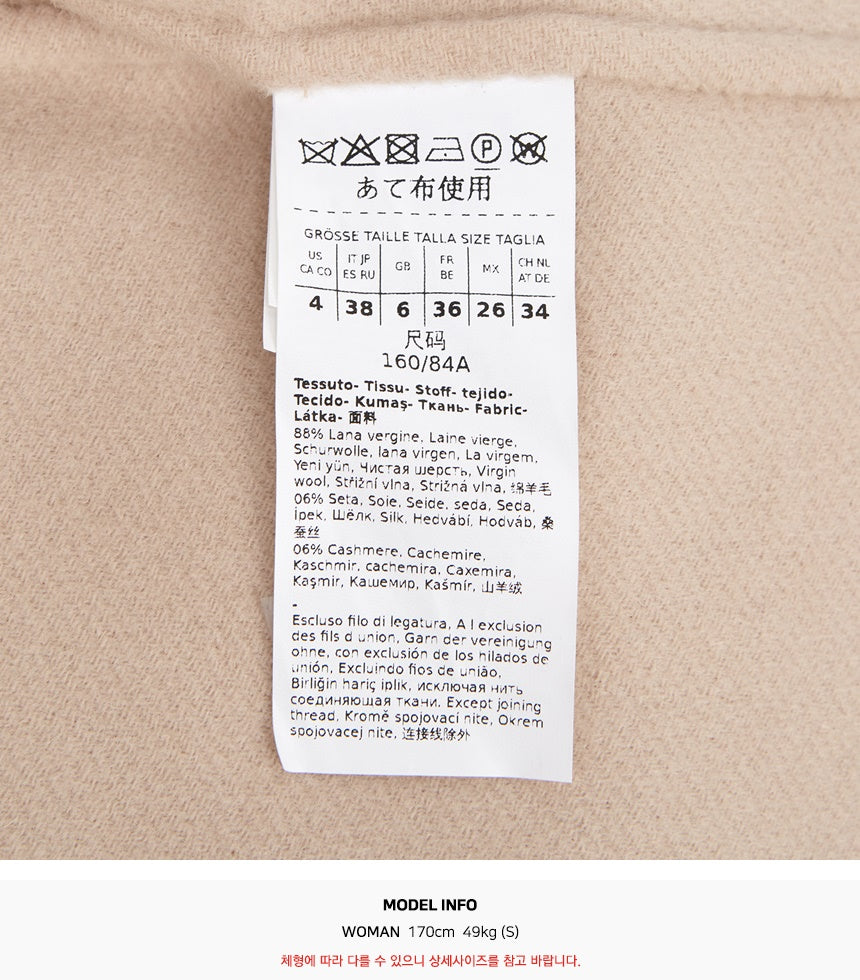 P
W
あて布使用
GRÖSSE TAILLE TALLA SIZE TAGLIA
US CA CO
IT JP ES RU
GB
FR BE
MX
CH NL AT DE
4 38 6 36 26 34
尺码
160/84A
Tessuto- Tissu- Stoff- tejido-
Tecido- Kumaş- Ткань- Fabric-
Látka- 面料
88% Lana vergine, Laine vierge,
Schurwolle, lana virgen, La virgem,
Yeni yün, Чистая шерсть, Virgin
wool, Střižní vlna, Strižná vlna, 绵羊毛
06% Seta, Soie, Seide, seda, Seda,
İpek, Шёлк, Silk, Hedvábí, Hodváb, 桑
蚕丝
06% Cashmere, Cachemire,
Kaschmir, cachemira, Caxemira,
Kaşmir, Кашемир, Kašmír, 山羊绒
-
Escluso filo di legatura, A l exclusion
des fils d union, Garn der vereinigung
ohne, con exclusión de los hilados de
unión, Excluindo fios de união,
Birliğin hariç iplik, исключая нить
соединяющая ткани. Except joining
thread, Kromě spojovací nite, Okrem
spojovacej nite, 连接线除外
MODEL INFO
WOMAN 170cm 49kg (S)
체형에 따라 다를 수 있으니 상세사이즈를 참고 바랍니다.